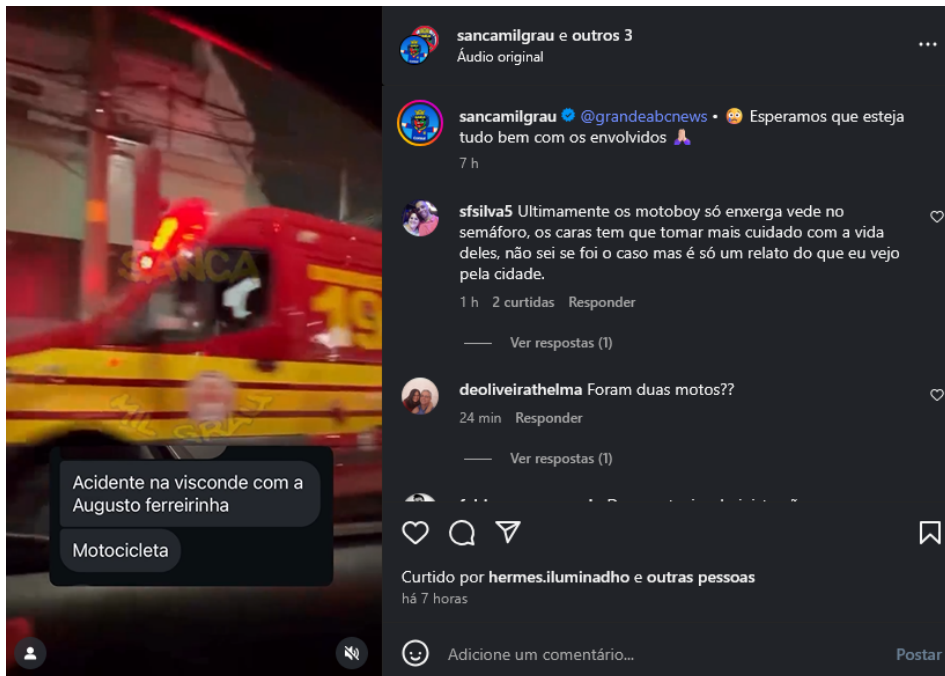 sancamilgrau e outros 3
Áudio original
SANCA
19
MIL GRAU
Acidente na visconde com a
Augusto ferreirinha
Motocicleta
sancamilgrau @grandeabcnews • 😳 Esperamos que esteja
tudo bem com os envolvidos 🙏🏻
7 h
sfsilva5 Ultimamente os motoboy só enxerga vede no
semáforo, os caras tem que tomar mais cuidado com a vida
deles, não sei se foi o caso mas é só um relato do que eu vejo
pela cidade.
1 h 2 curtidas Responder
Ver respostas (1)
deoliveirathelma Foram duas motos??
24 min Responder
Ver respostas (1)
Curtido por hermes.iluminadho e outras pessoas
há 7 horas
Adicione um comentário...
Postar